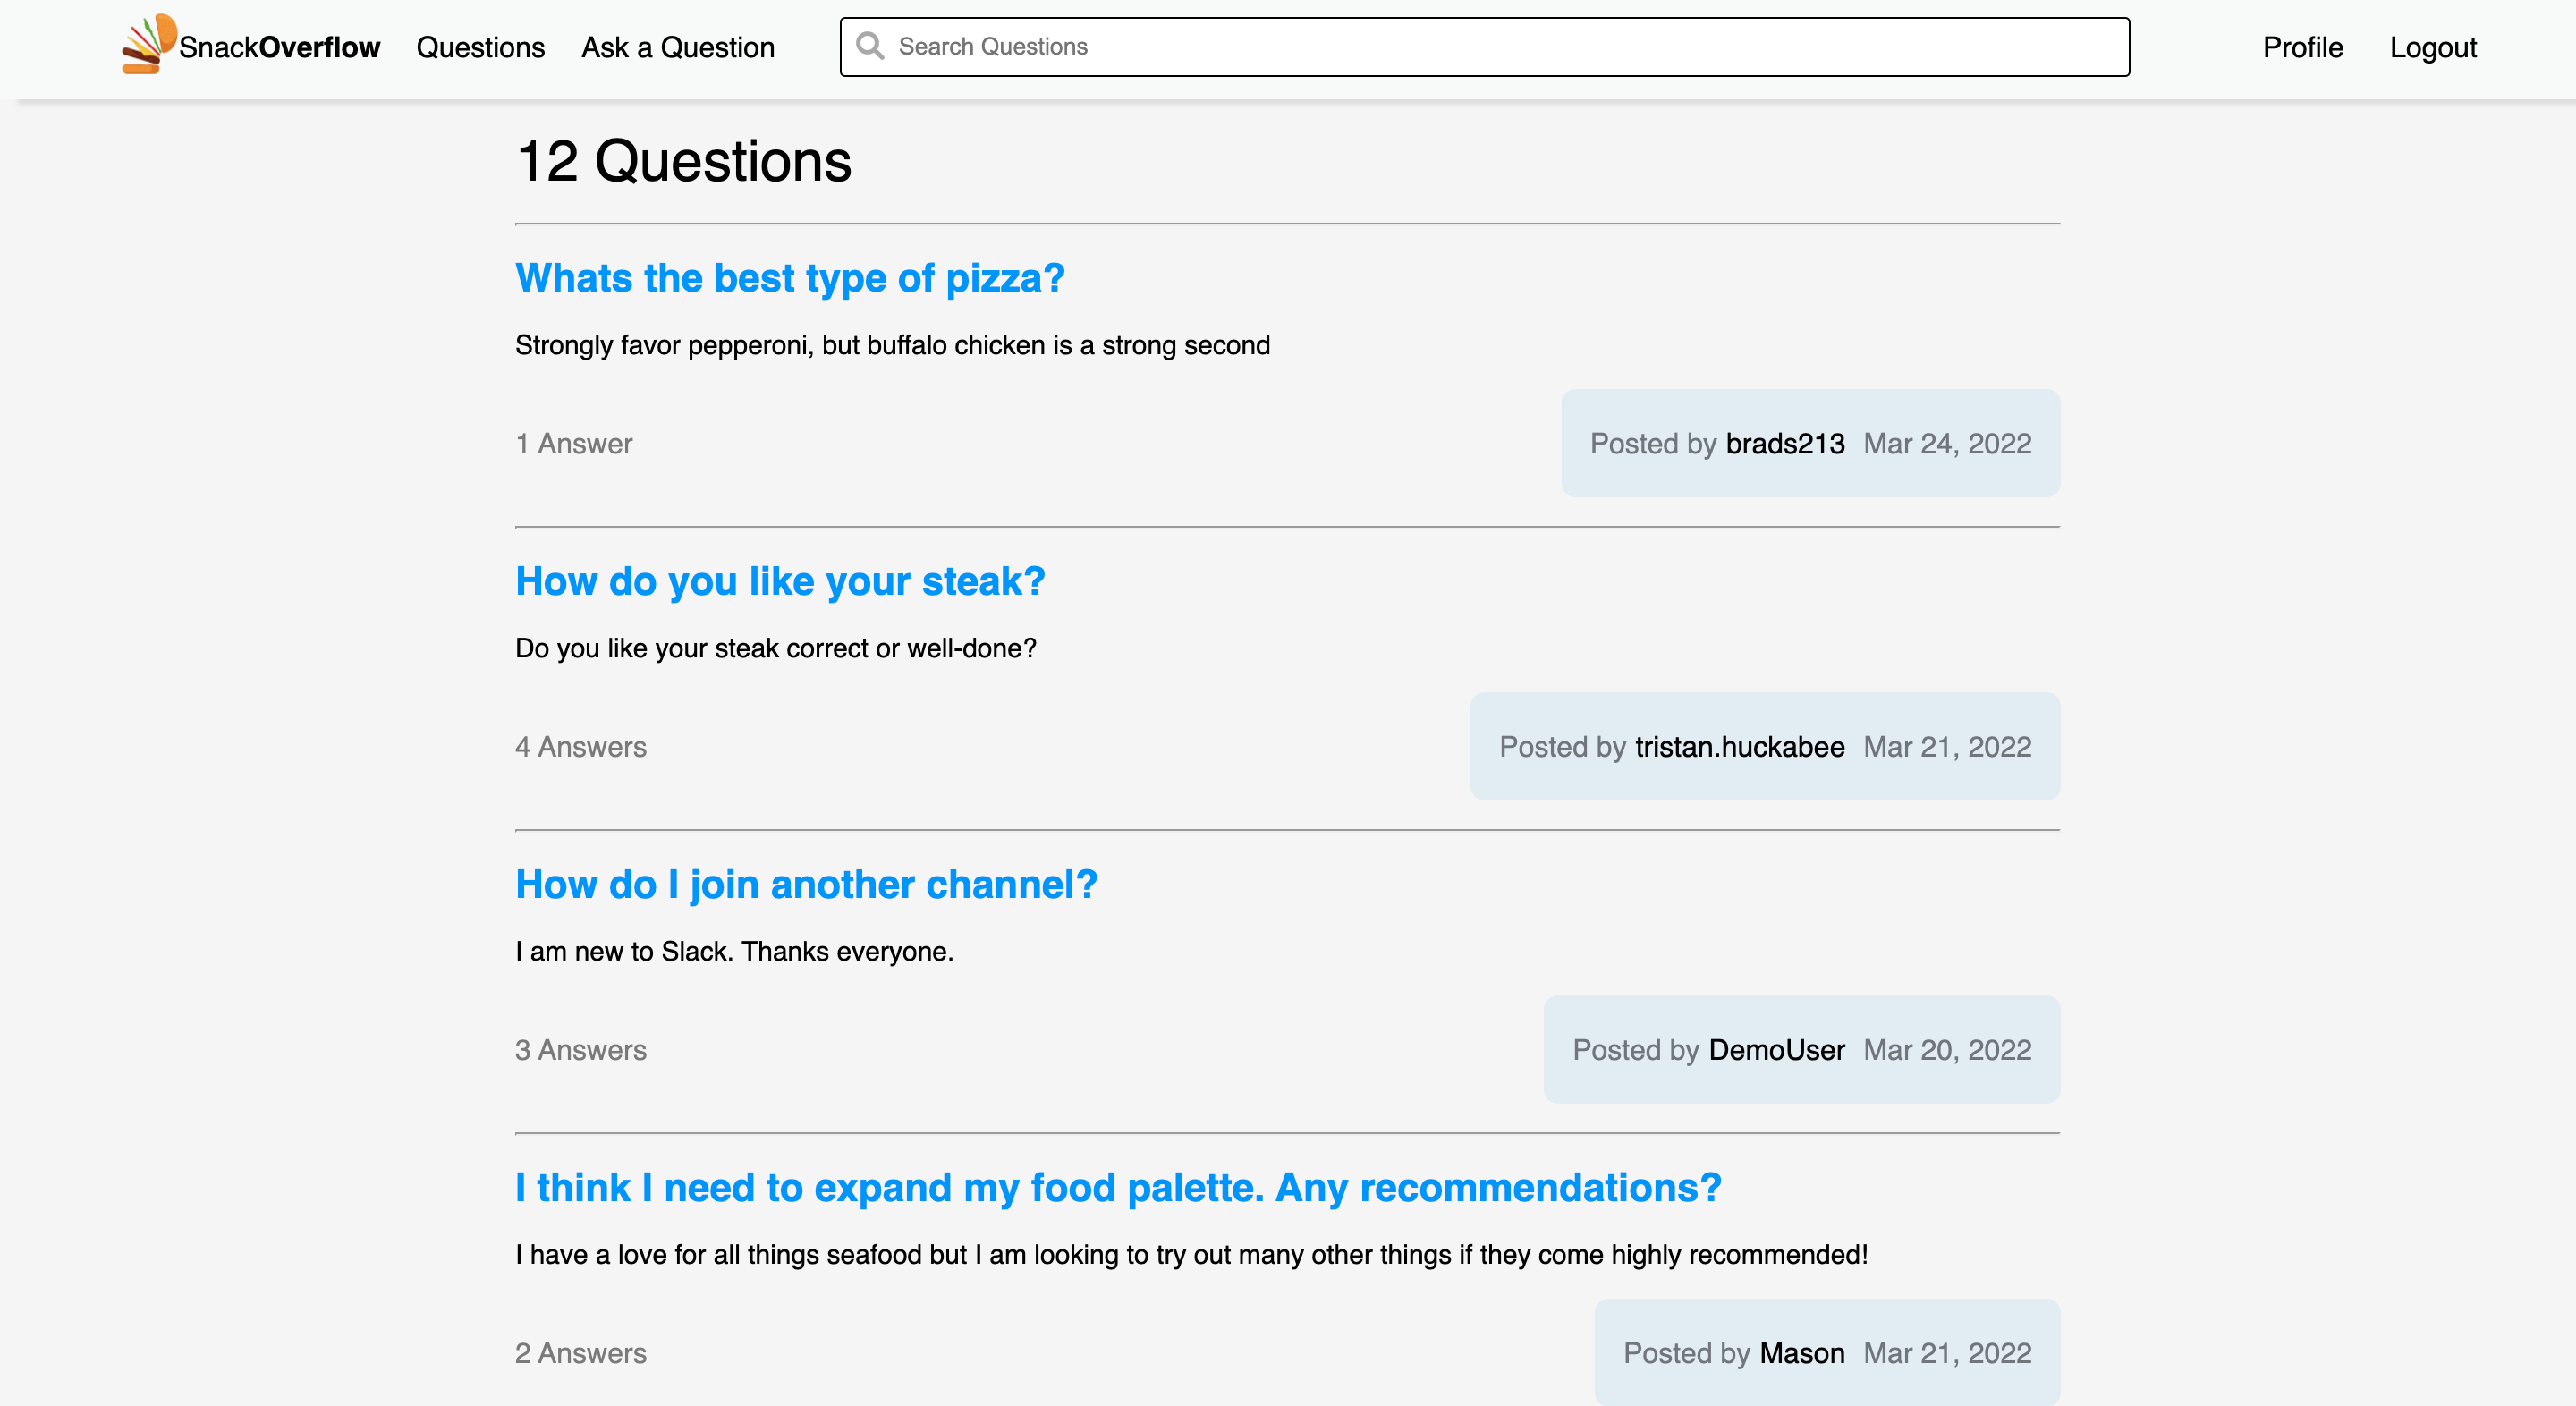 SnackOverflow Questions Ask a Question Search Questions Profile Logout
12 Questions
Whats the best type of pizza?
Strongly favor pepperoni, but buffalo chicken is a strong second
1 Answer Posted by brads213 Mar 24, 2022
How do you like your steak?
Do you like your steak correct or well-done?
4 Answers Posted by tristan.huckabee Mar 21, 2022
How do I join another channel?
I am new to Slack. Thanks everyone.
3 Answers Posted by DemoUser Mar 20, 2022
I think I need to expand my food palette. Any recommendations?
I have a love for all things seafood but I am looking to try out many other things if they come highly recommended!
2 Answers Posted by Mason Mar 21, 2022